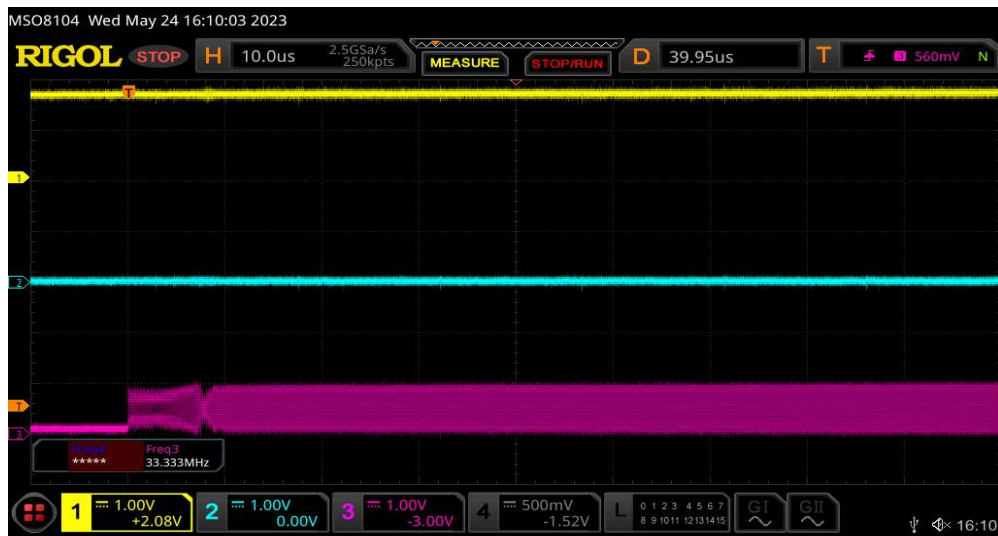 MSO8104 Wed May 24 16:10:03 2023
RIGOL STOP H 10.0us 2.5GSa/s 250kpts MEASURE STOP/RUN D 39.95us T 3 560mV N
T
1
2
T
3
Freq3
***** 33.333MHz
1 1.00V +2.08V 2 1.00V 0.00V 3 1.00V -3.00V 4 500mV -1.52V L 0 1 2 3 4 5 6 7 8 9 10 11 12 13 14 15 GI GII 16:10